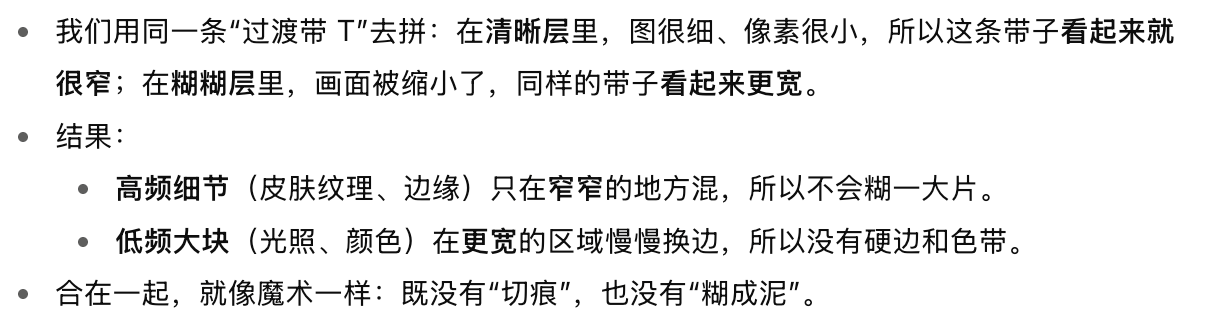 • 我们用同一条“过渡带 T”去拼：在清晰层里，图很细、像素很小，所以这条带子看起来就
很窄；在糊糊层里，画面被缩小了，同样的带子看起来更宽。
• 结果：
• 高频细节（皮肤纹理、边缘）只在窄窄的地方混，所以不会糊一大片。
• 低频大块（光照、颜色）在更宽的区域慢慢换边，所以没有硬边和色带。
• 合在一起，就像魔术一样：既没有“切痕”，也没有“糊成泥”。